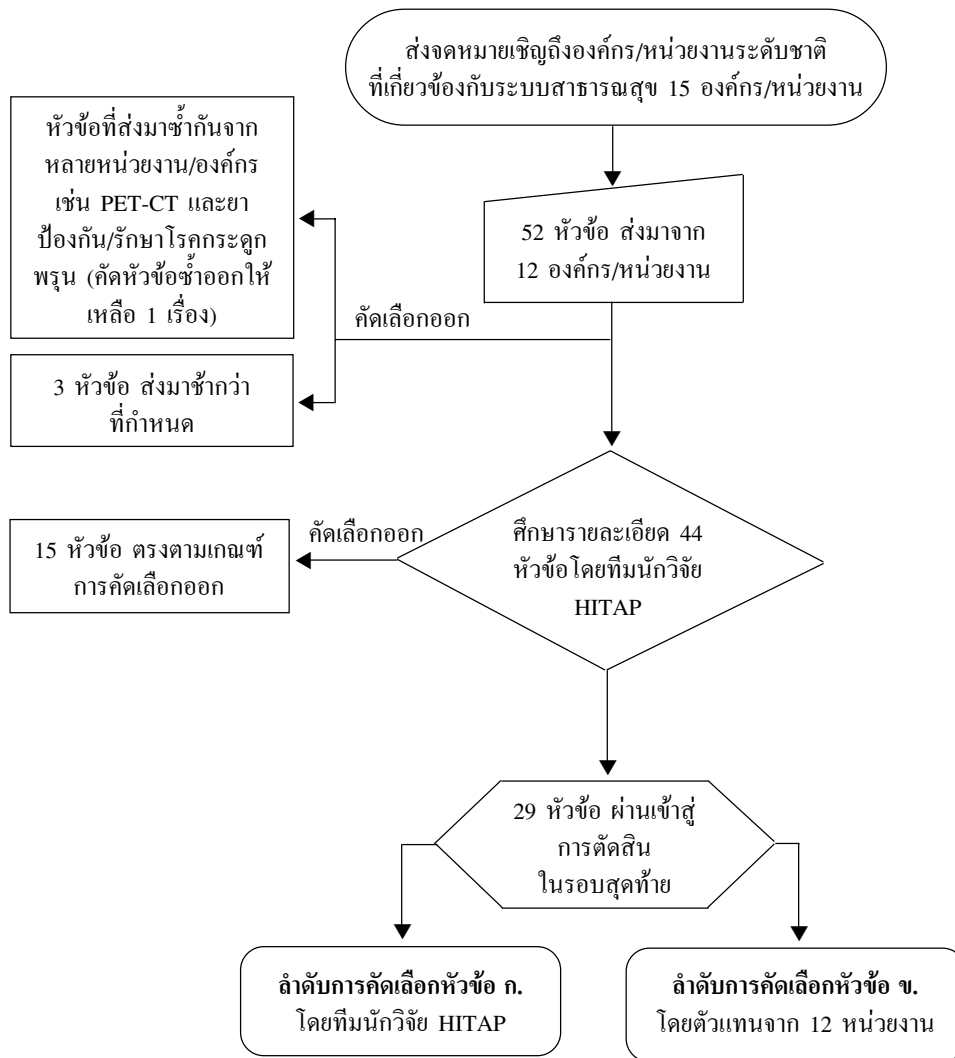 ส่งจดหมายเชิญถึงองค์กร/หน่วยงานระดับชาติ
ที่เกี่ยวข้องกับระบบสาธารณสุข 15 องค์กร/หน่วยงาน
หัวข้อที่ส่งมาซ้ำกันจาก
หลายหน่วยงาน/องค์กร
เช่น PET-CT และยา
ป้องกัน/รักษาโรคกระดูก
พรุน (คัดหัวข้อซ้ำออกให้
เหลือ 1 เรื่อง)
52 หัวข้อ ส่งมาจาก
12 องค์กร/หน่วยงาน
คัดเลือกออก
3 หัวข้อ ส่งมาช้ากว่า
ที่กำหนด
คัดเลือกออก
15 หัวข้อ ตรงตามเกณฑ์
การคัดเลือกออก
ศึกษารายละเอียด 44
หัวข้อโดยทีมนักวิจัย
HITAP
29 หัวข้อ ผ่านเข้าสู่
การตัดสิน
ในรอบสุดท้าย
ลำดับการคัดเลือกหัวข้อ ก.
โดยทีมนักวิจัย HITAP
ลำดับการคัดเลือกหัวข้อ ข.
โดยตัวแทนจาก 12 หน่วยงาน